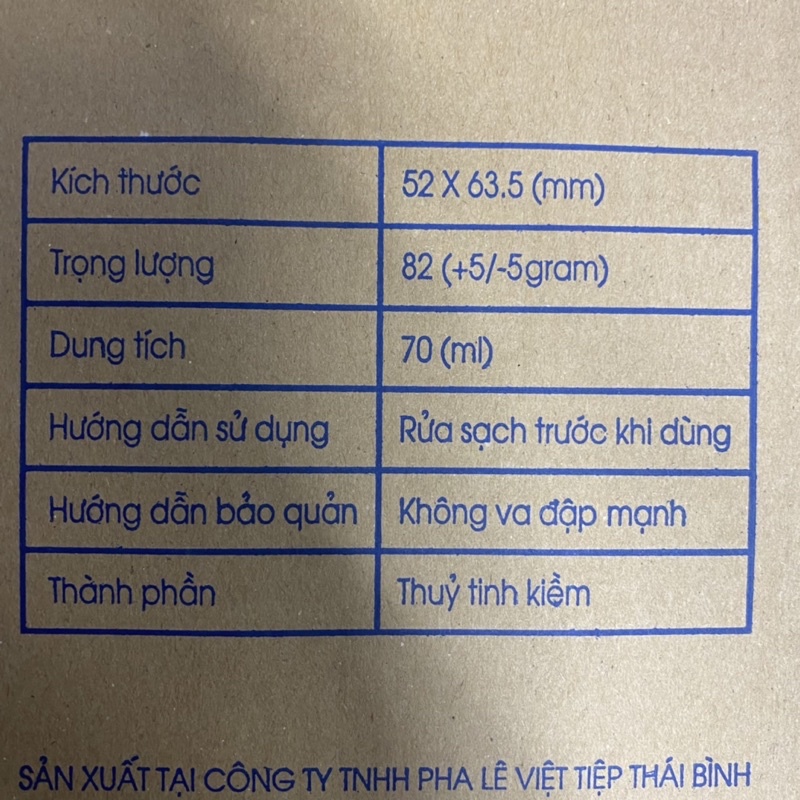 Kích thước 52 X 63.5 (mm)
Trọng lượng 82 (+5/-5gram)
Dung tích 70 (ml)
Hướng dẫn sử dụng Rửa sạch trước khi dùng
Hướng dẫn bảo quản Không va đập mạnh
Thành phần Thuỷ tinh kiềm
SẢN XUẤT TẠI CÔNG TY TNHH PHA LÊ VIỆT TIỆP THÁI BÌNH